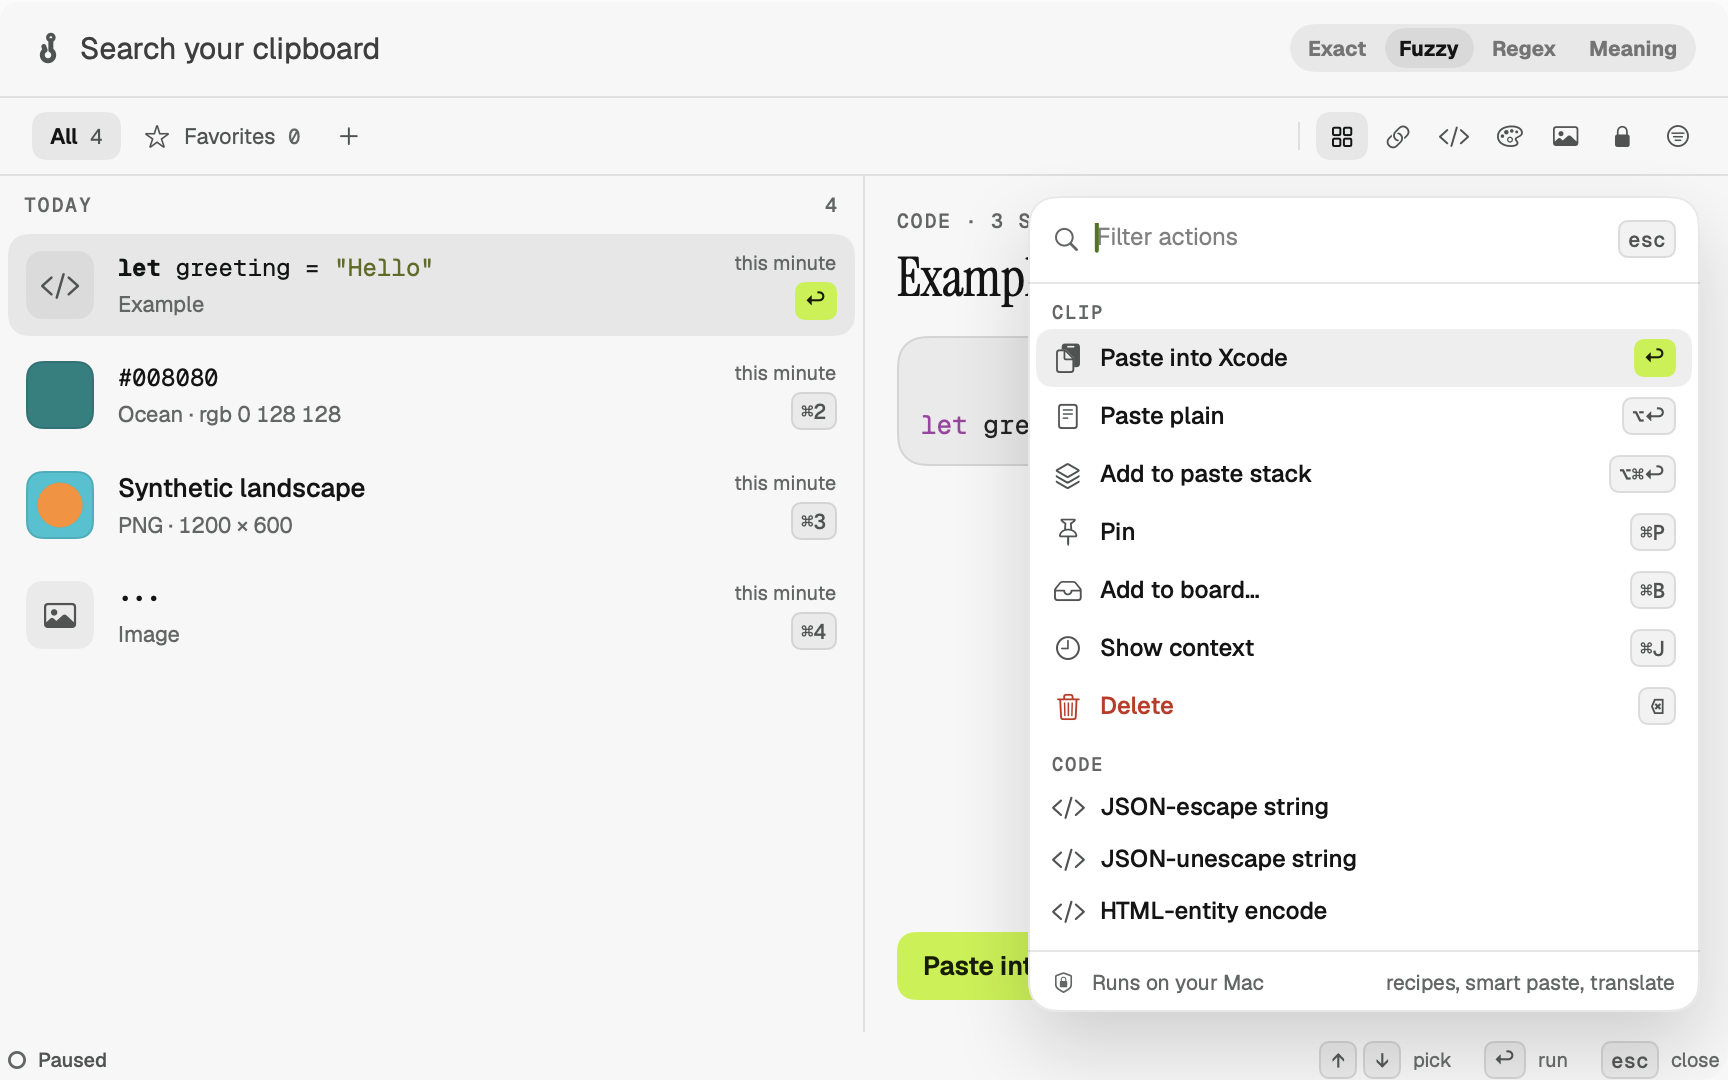 Search your clipboard
Exact Fuzzy Regex Meaning
All 4 Favorites 0
TODAY 4
let greeting = "Hello"
this minute
Example
#008080
this minute
Ocean · rgb 0 128 128
⌘2
Synthetic landscape
this minute
PNG · 1200 × 600
⌘3
...
this minute
Image
⌘4
CODE · 3
Exampl
let gre
Paste int
Filter actions
esc
CLIP
Paste into Xcode ↩
Paste plain ⌥↩
Add to paste stack ⌥⌘↩
Pin ⌘P
Add to board... ⌘B
Show context ⌘J
Delete ⌫
CODE
JSON-escape string
JSON-unescape string
HTML-entity encode
Runs on your Mac
recipes, smart paste, translate
Paused
↑ ↓ pick ↩ run esc close